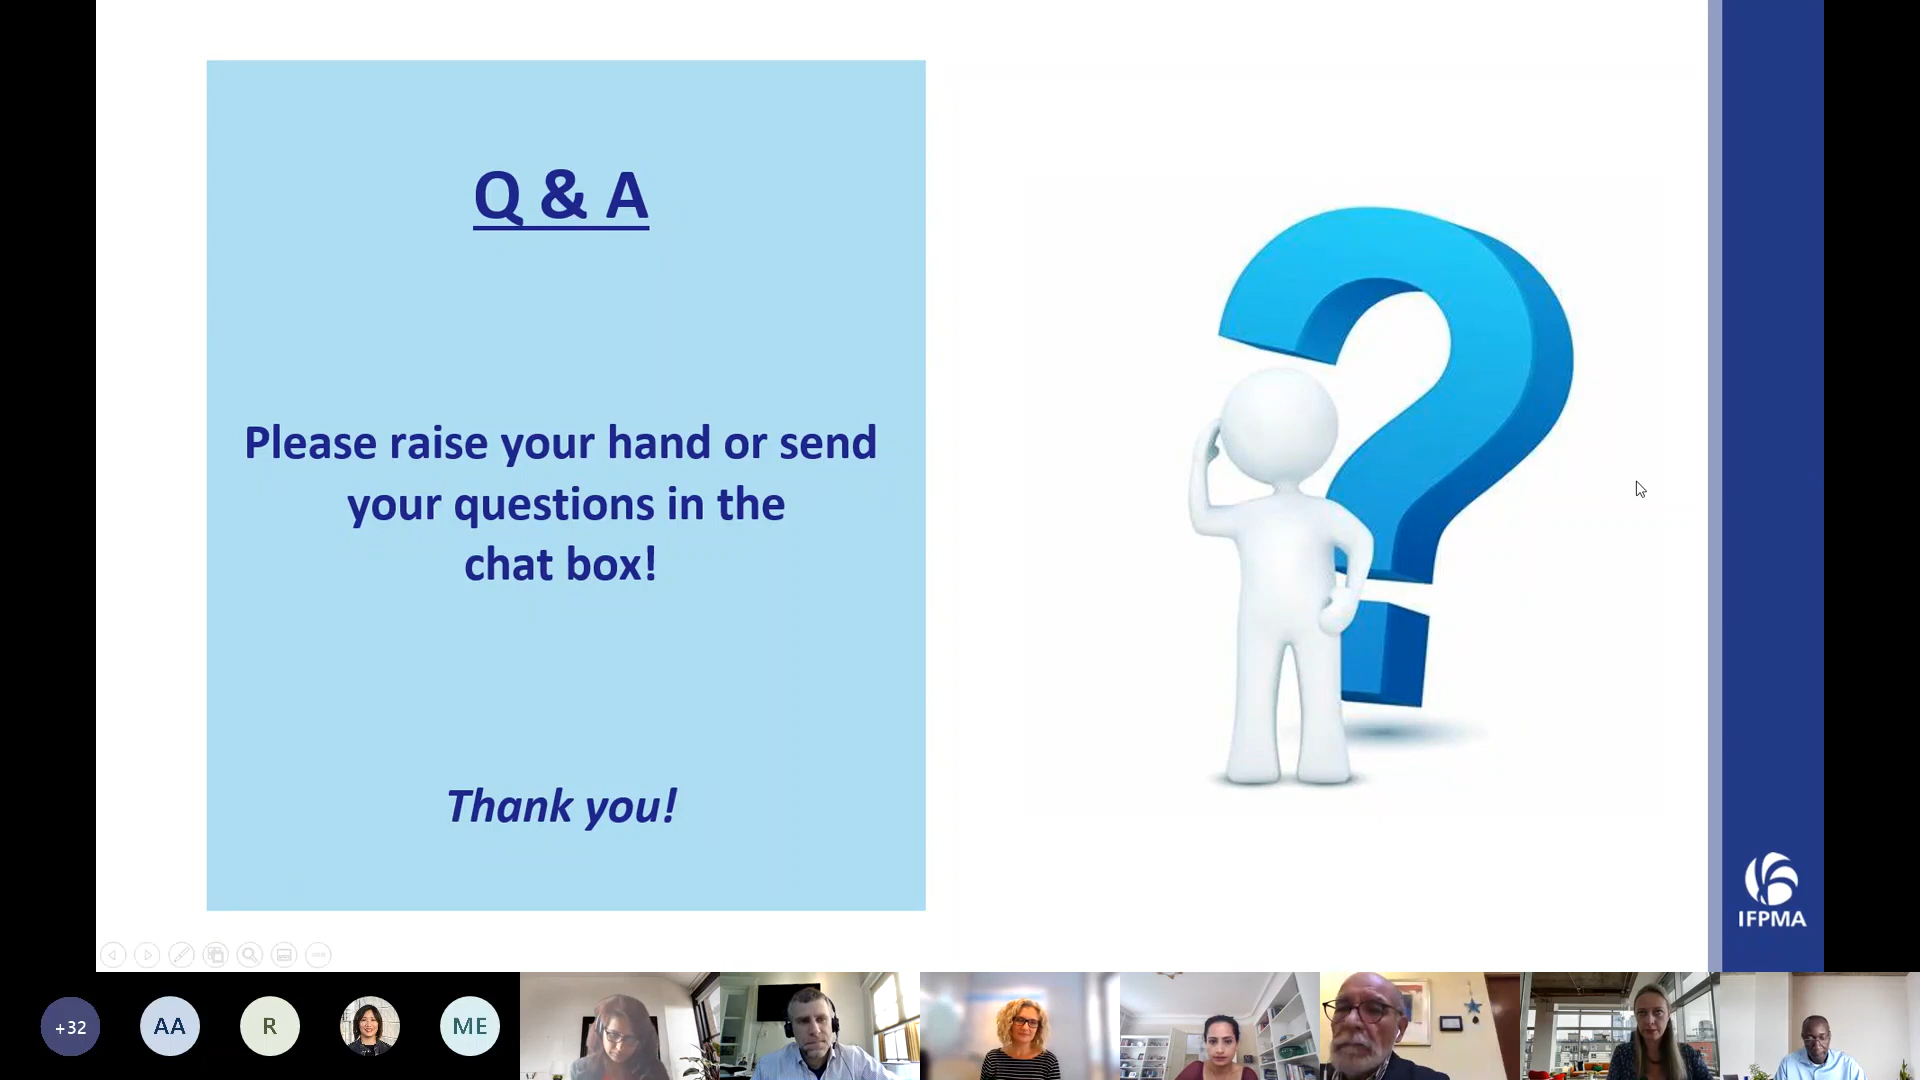 Q & A
Please raise your hand or send
your questions in the
chat box!
Thank you!
IFPMA
+32
AA
R
ME